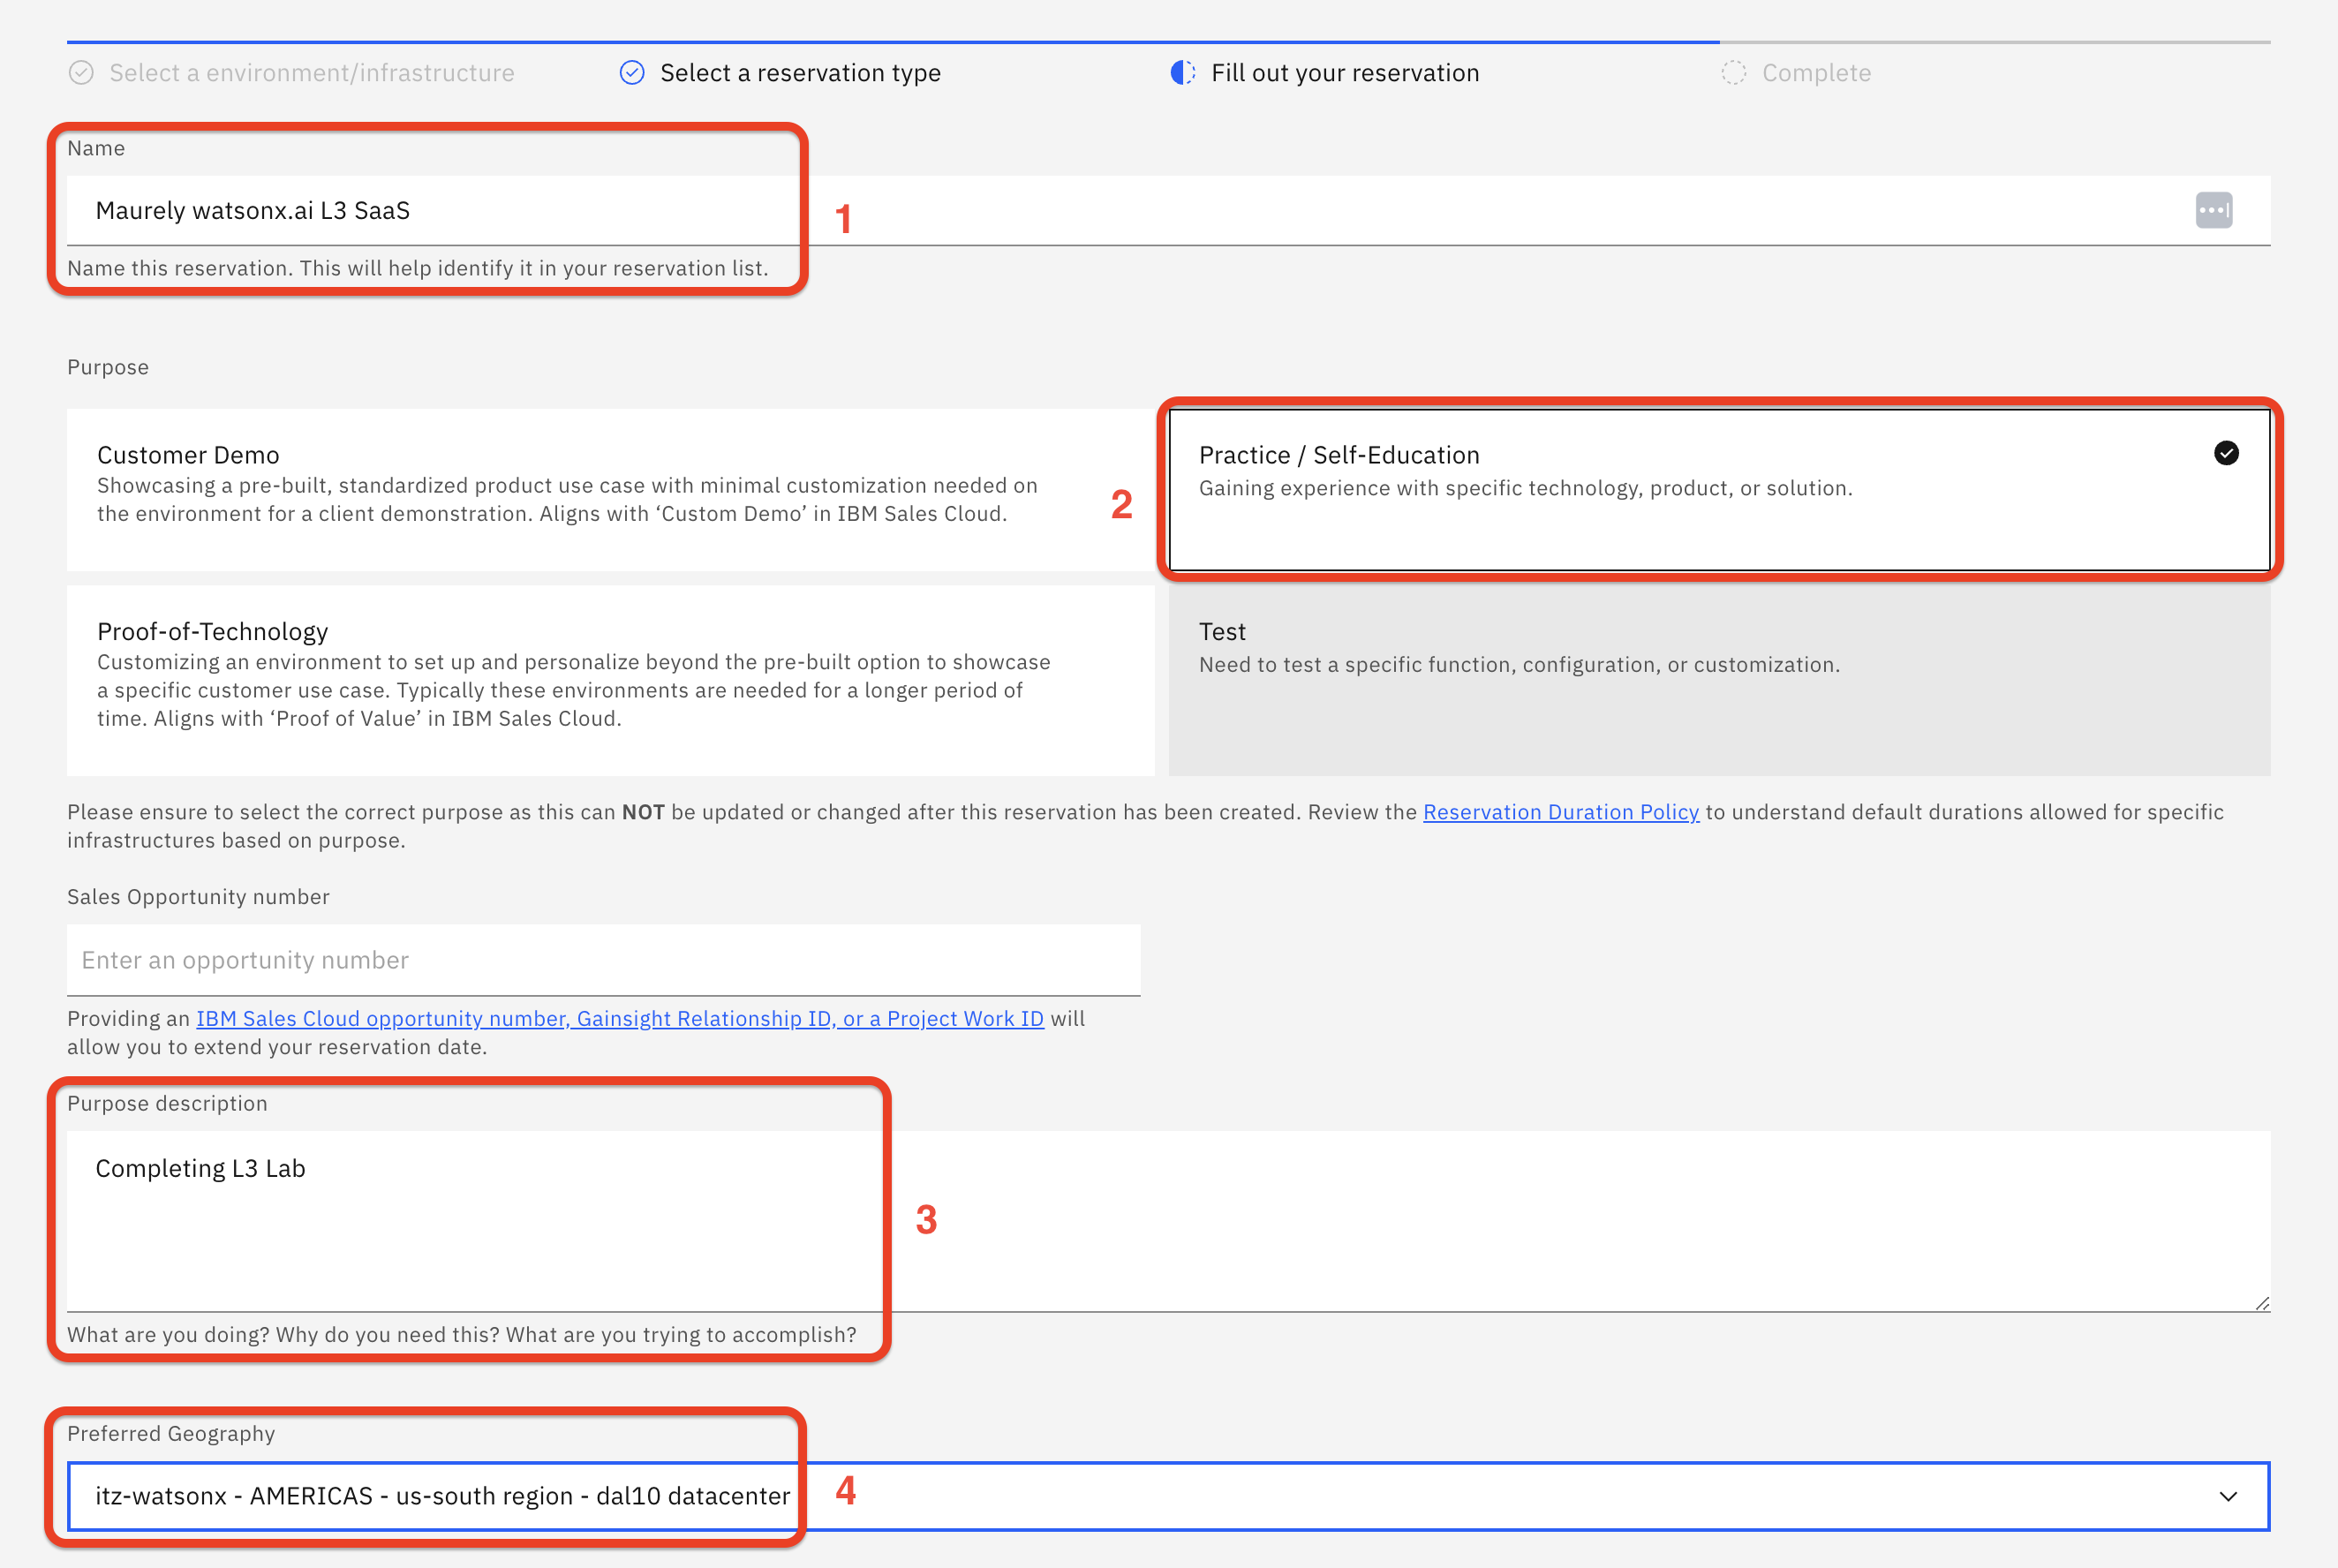 Select a environment/infrastructure
Select a reservation type
Fill out your reservation
Complete
Name
Maurely watsonx.ai L3 SaaS
1
Name this reservation. This will help identify it in your reservation list.
Purpose
Customer Demo
Showcasing a pre-built, standardized product use case with minimal customization needed on
the environment for a client demonstration. Aligns with ‘Custom Demo’ in IBM Sales Cloud.
2
Practice / Self-Education
Gaining experience with specific technology, product, or solution.
Proof-of-Technology
Customizing an environment to set up and personalize beyond the pre-built option to showcase
a specific customer use case. Typically these environments are needed for a longer period of
time. Aligns with ‘Proof of Value’ in IBM Sales Cloud.
Test
Need to test a specific function, configuration, or customization.
Please ensure to select the correct purpose as this can NOT be updated or changed after this reservation has been created. Review the Reservation Duration Policy to understand default durations allowed for specific
infrastructures based on purpose.
Sales Opportunity number
Enter an opportunity number
Providing an IBM Sales Cloud opportunity number, Gainsight Relationship ID, or a Project Work ID will
allow you to extend your reservation date.
Purpose description
Completing L3 Lab
3
What are you doing? Why do you need this? What are you trying to accomplish?
Preferred Geography
itz-watsonx - AMERICAS - us-south region - dal10 datacenter
4